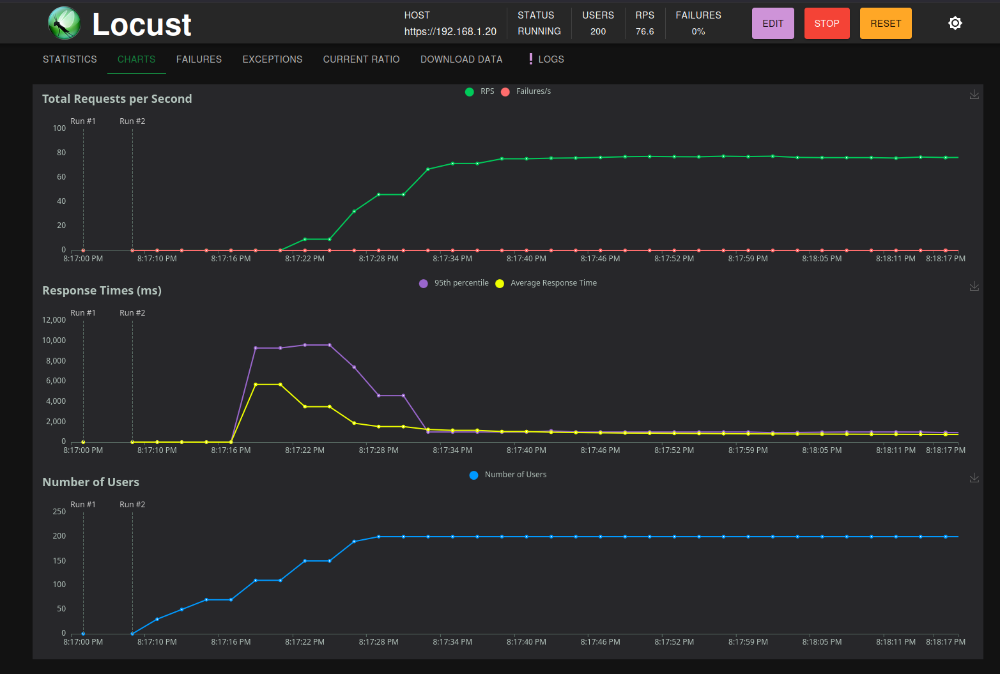 Locust
HOST
https://192.168.1.20
STATUS
RUNNING
USERS
200
RPS
76.6
FAILURES
0%
EDIT
STOP
RESET
STATISTICS
CHARTS
FAILURES
EXCEPTIONS
CURRENT RATIO
DOWNLOAD DATA
! LOGS
Total Requests per Second
RPS
Failures/s
Run #1
Run #2
100
80
60
40
20
0
8:17:00 PM
8:17:10 PM
8:17:16 PM
8:17:22 PM
8:17:28 PM
8:17:34 PM
8:17:40 PM
8:17:46 PM
8:17:52 PM
8:17:59 PM
8:18:05 PM
8:18:11 PM
8:18:17 PM
Response Times (ms)
95th percentile
Average Response Time
Run #1
Run #2
12,000
10,000
8,000
6,000
4,000
2,000
0
8:17:00 PM
8:17:10 PM
8:17:16 PM
8:17:22 PM
8:17:28 PM
8:17:34 PM
8:17:40 PM
8:17:46 PM
8:17:52 PM
8:17:59 PM
8:18:05 PM
8:18:11 PM
8:18:17 PM
Number of Users
Number of Users
Run #1
Run #2
250
200
150
100
50
0
8:17:00 PM
8:17:10 PM
8:17:16 PM
8:17:22 PM
8:17:28 PM
8:17:34 PM
8:17:40 PM
8:17:46 PM
8:17:52 PM
8:17:59 PM
8:18:05 PM
8:18:11 PM
8:18:17 PM